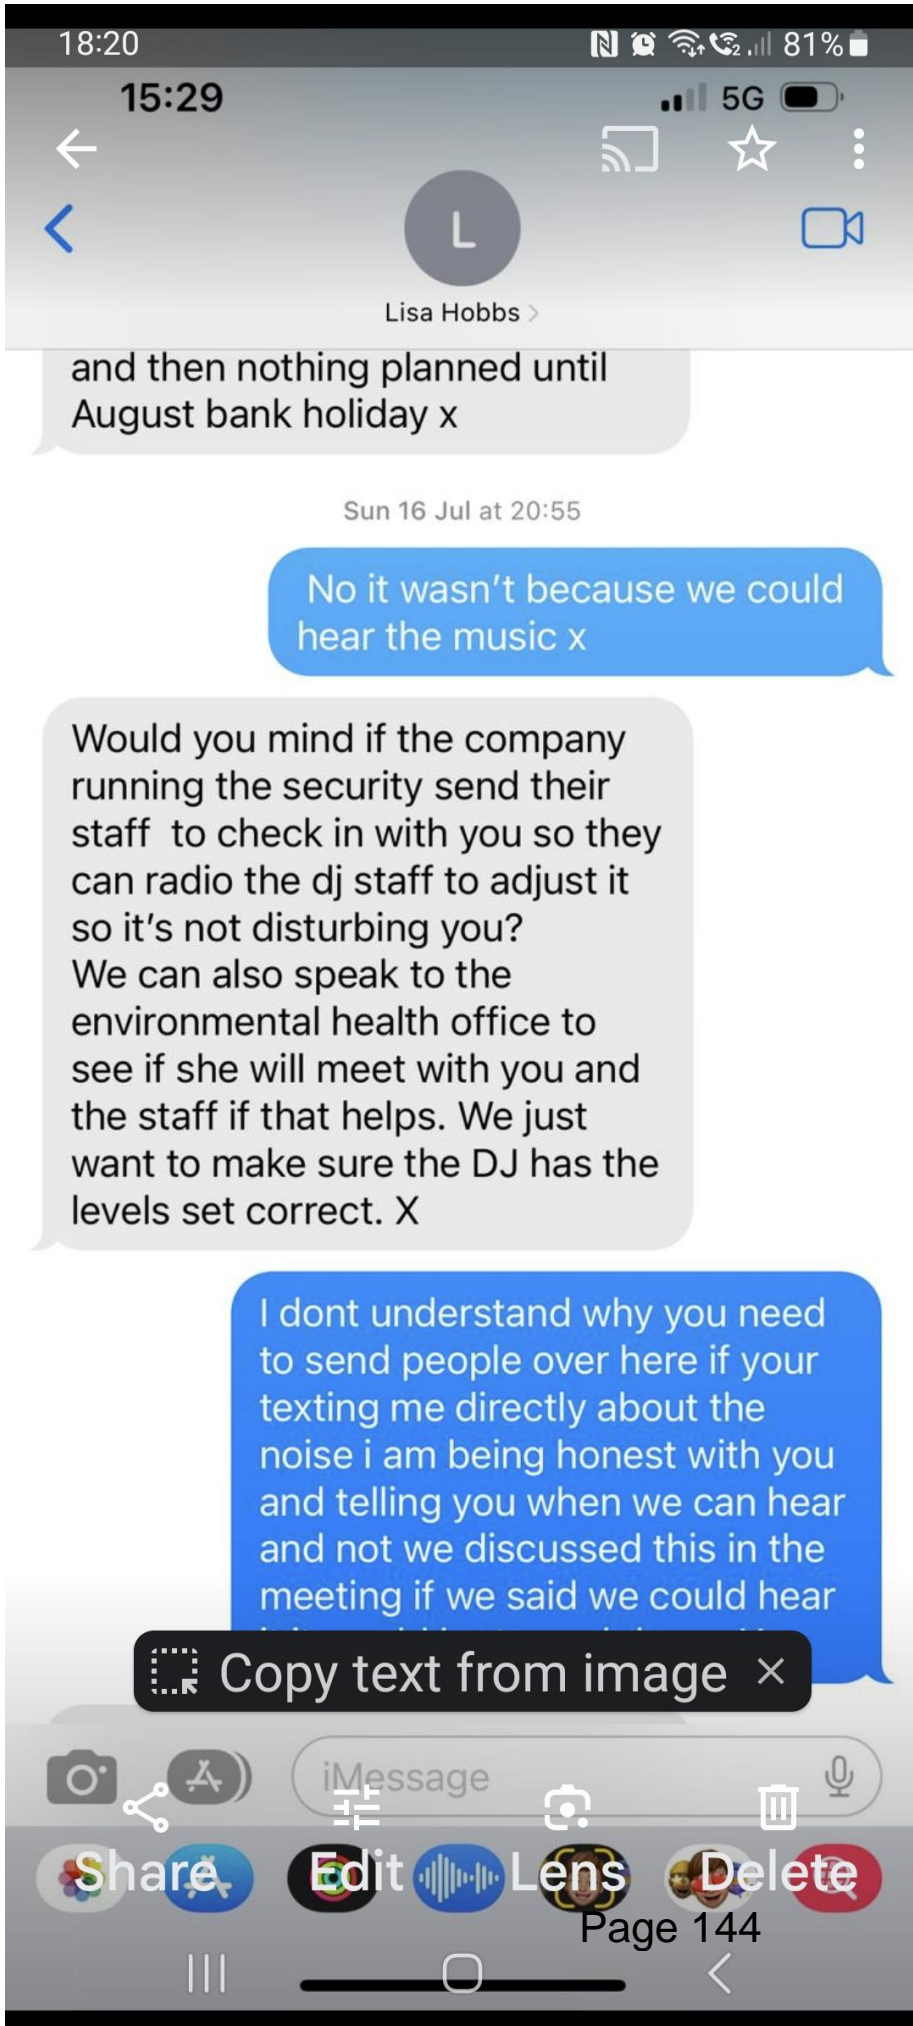 18:20
81%
15:29
5G
L
Lisa Hobbs
and then nothing planned until
August bank holiday x
Sun 16 Jul at 20:55
No it wasn't because we could
hear the music x
Would you mind if the company
running the security send their
staff  to check in with you so they
can radio the dj staff to adjust it
so it's not disturbing you?
We can also speak to the
environmental health office to
see if she will meet with you and
the staff if that helps. We just
want to make sure the DJ has the
levels set correct. X
I dont understand why you need
to send people over here if your
texting me directly about the
noise i am being honest with you
and telling you when we can hear
and not we discussed this in the
meeting if we said we could hear
Copy text from image
iMessage
Share
Edit
Lens
Delete
Page 144